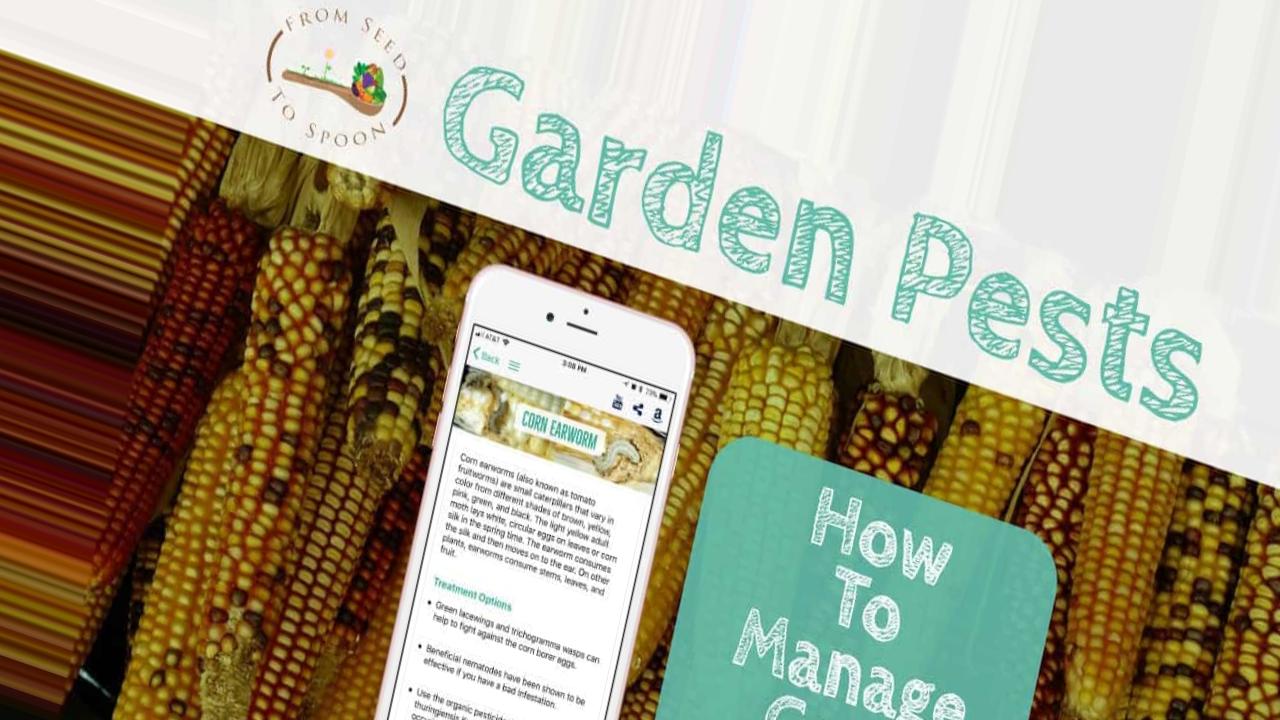 FROM SEED
TO SPOON
Garden Pests
AT&T
3:08 PM
Back
CORN EARWORM
Corn earworms (also known as tomato
fruitworms) are small caterpillars that vary in
color from different shades of brown, yellow,
pink, green, and black. The light yellow adult
moth lays white, circular eggs on leaves or corn
silk in the spring time. The earworm consumes
the silk and then moves on to the ear. On other
plants, earworms consume stems, leaves, and
fruit.
Treatment Options
• Green lacewings and trichogramma wasps can
help to fight against the corn borer eggs.
• Beneficial nematodes have been shown to be
effective if you have a bad infestation.
• Use the organic
thuringiensis
How
To
Manage